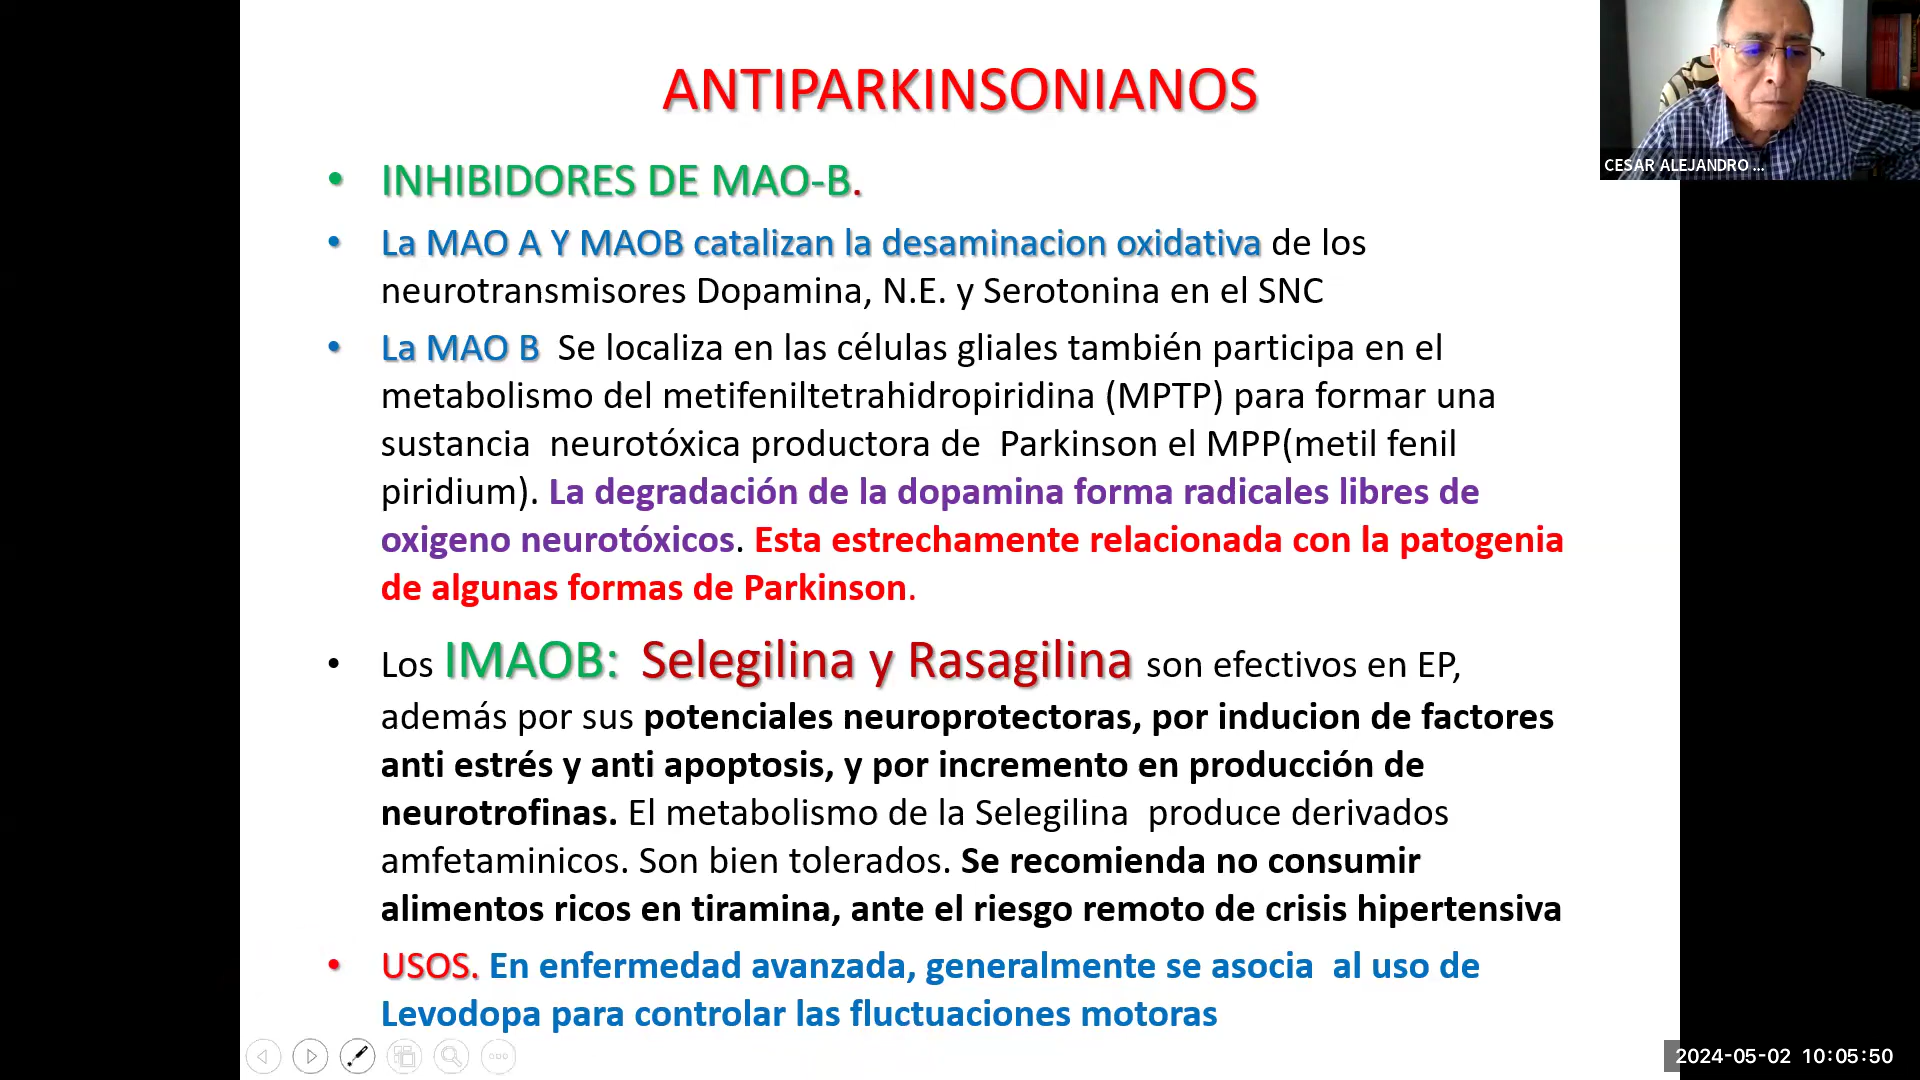 ANTIPARKINSONIANOS
CESAR ALEJANDRO ...
• INHIBIDORES DE MAO-B.
• La MAO A Y MAOB catalizan la desaminacion oxidativa de los
neurotransmisores Dopamina, N.E. y Serotonina en el SNC
• La MAO B Se localiza en las células gliales también participa en el
metabolismo del metifeniltetrahidropiridina (MPTP) para formar una
sustancia neurotóxica productora de Parkinson el MPP(metil fenil
piridium). La degradación de la dopamina forma radicales libres de
oxigeno neurotóxicos. Esta estrechamente relacionada con la patogenia
de algunas formas de Parkinson.
• Los IMAOB: Selegilina y Rasagilina son efectivos en EP,
además por sus potenciales neuroprotectoras, por inducion de factores
anti estrés y anti apoptosis, y por incremento en producción de
neurotrofinas. El metabolismo de la Selegilina produce derivados
amfetaminicos. Son bien tolerados. Se recomienda no consumir
alimentos ricos en tiramina, ante el riesgo remoto de crisis hipertensiva
• USOS. En enfermedad avanzada, generalmente se asocia al uso de
Levodopa para controlar las fluctuaciones motoras
2024-05-02 10:05:50